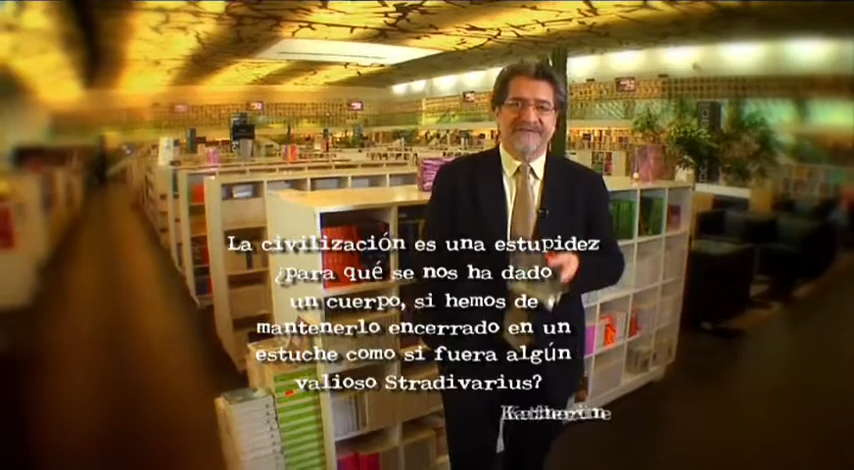 La civilización es una estupidez
¿para qué se nos ha dado
un cuerpo, si hemos de
mantenerlo encerrado en un
estuche como si fuera algún
valioso Stradivarius?